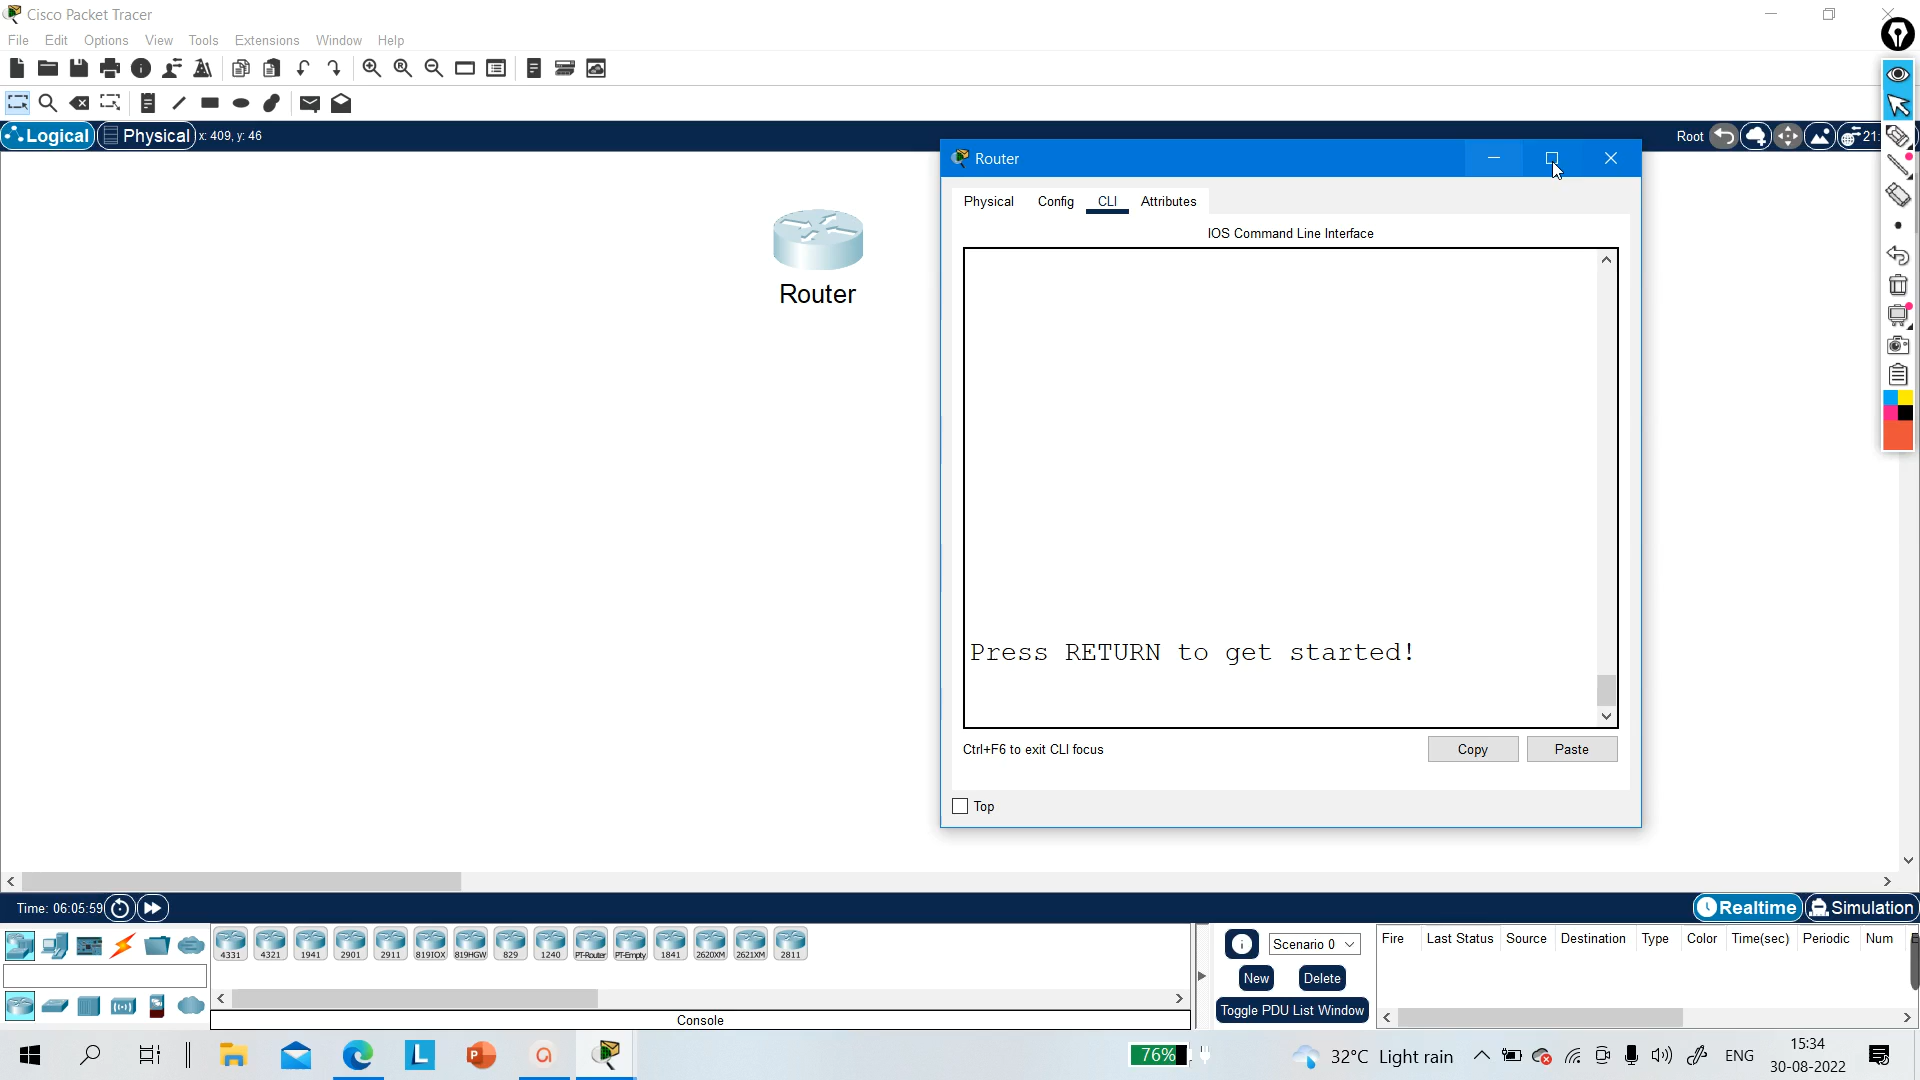 Cisco Packet Tracer
File Edit Options View Tools Extensions Window Help
Logical Physical x: 409, y: 46 Root 21:
Router
Router
Physical Config CLI Attributes
IOS Command Line Interface
Press RETURN to get started!
Ctrl+F6 to exit CLI focus
Copy Paste
Top
Time: 06:05:59
Realtime Simulation
4331 4321 1941 2901 2911 819IOX 819HGW 829 1240 PT-Router PT-Empty 1841 2620XM 2621XM 2811
Console
Scenario 0
New Delete
Toggle PDU List Window
Fire Last Status Source Destination Type Color Time(sec) Periodic Num
L
76%
32°C Light rain
ENG
15:34
30-08-2022